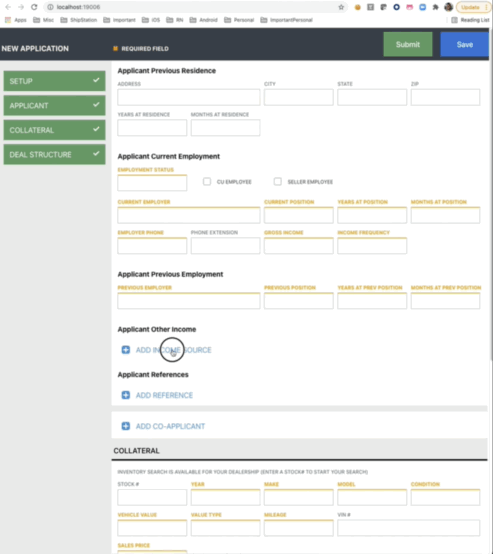 localhost:19006
Update
Apps Misc ShipStation Important iOS RN Android Personal ImportantPersonal Reading List
NEW APPLICATION REQUIRED FIELD Submit Save
SETUP
APPLICANT
COLLATERAL
DEAL STRUCTURE
Applicant Previous Residence
ADDRESS CITY STATE ZIP
YEARS AT RESIDENCE MONTHS AT RESIDENCE
Applicant Current Employment
EMPLOYMENT STATUS
CU EMPLOYEE SELLER EMPLOYEE
CURRENT EMPLOYER CURRENT POSITION YEARS AT POSITION MONTHS AT POSITION
EMPLOYER PHONE PHONE EXTENSION GROSS INCOME INCOME FREQUENCY
Applicant Previous Employment
PREVIOUS EMPLOYER PREVIOUS POSITION YEARS AT PREV POSITION MONTHS AT PREV POSITION
Applicant Other Income
ADD INCOME SOURCE
Applicant References
ADD REFERENCE
ADD CO-APPLICANT
COLLATERAL
INVENTORY SEARCH IS AVAILABLE FOR YOUR DEALERSHIP (ENTER A STOCK# TO START YOUR SEARCH)
STOCK # YEAR MAKE MODEL CONDITION
VEHICLE VALUE VALUE TYPE MILEAGE VIN #
SALES PRICE